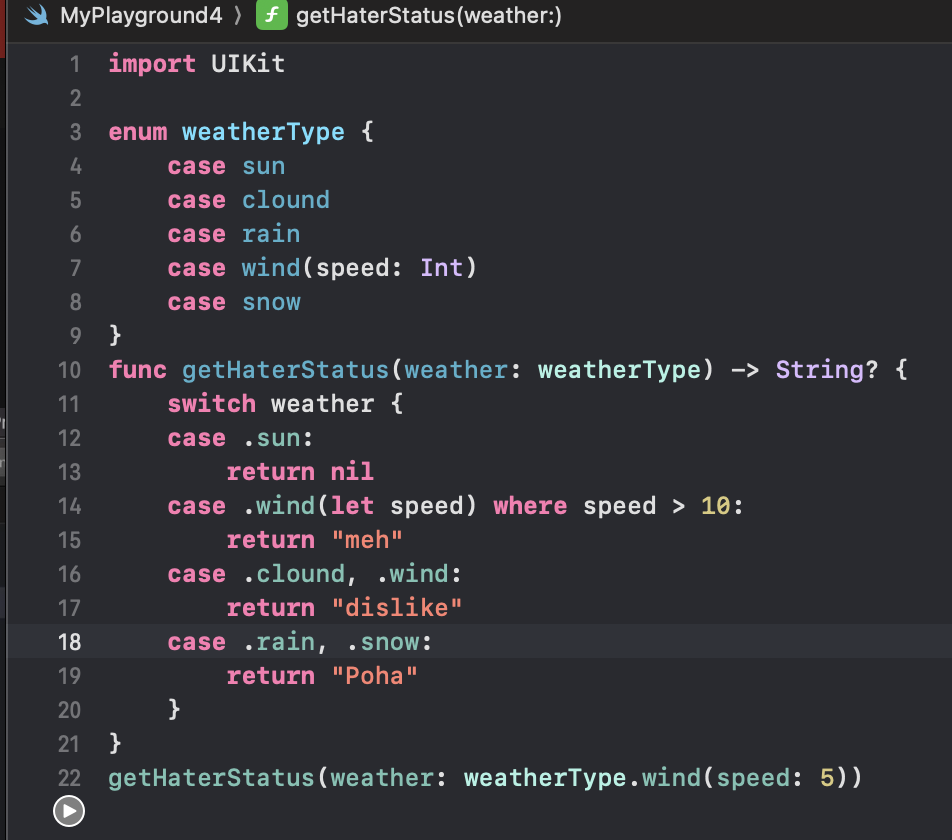 MyPlayground4 〉 f getHaterStatus(weather:)
1 import UIKit
2
3 enum weatherType {
4     case sun
5     case clound
6     case rain
7     case wind(speed: Int)
8     case snow
9 }
10 func getHaterStatus(weather: weatherType) -> String? {
11     switch weather {
12     case .sun:
13         return nil
14     case .wind(let speed) where speed > 10:
15         return "meh"
16     case .clound, .wind:
17         return "dislike"
18     case .rain, .snow:
19         return "Poha"
20     }
21 }
22 getHaterStatus(weather: weatherType.wind(speed: 5))